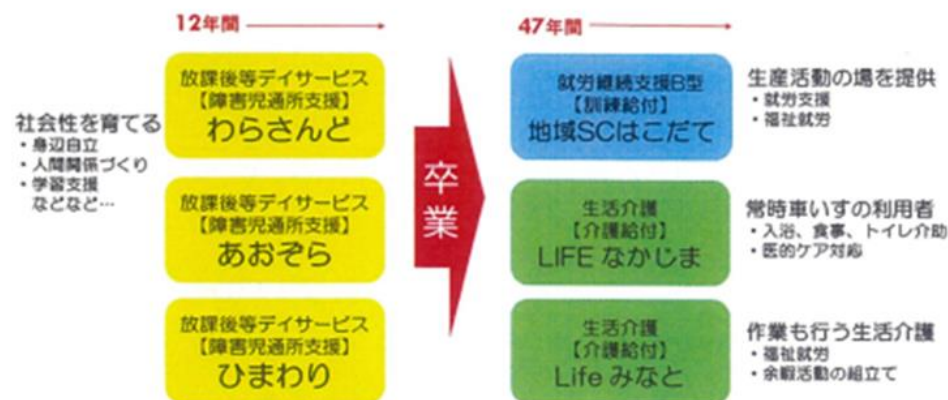 12年間
47年間
社会性を育てる
・身辺自立
・人間関係づくり
・学習支援
などなど…
放課後等デイサービス
【障害児通所支援】
わらさんど
放課後等デイサービス
【障害児通所支援】
あおぞら
放課後等デイサービス
【障害児通所支援】
ひまわり
卒業
就労継続支援B型
【訓練給付】
地域SCはこだて
生産活動の場を提供
・就労支援
・福祉就労
生活介護
【介護給付】
LIFE なかじま
常時車いすの利用者
・入浴、食事、トイレ介助
・医的ケア対応
生活介護
【介護給付】
Life みなと
作業も行う生活介護
・福祉就労
・余暇活動の組立て